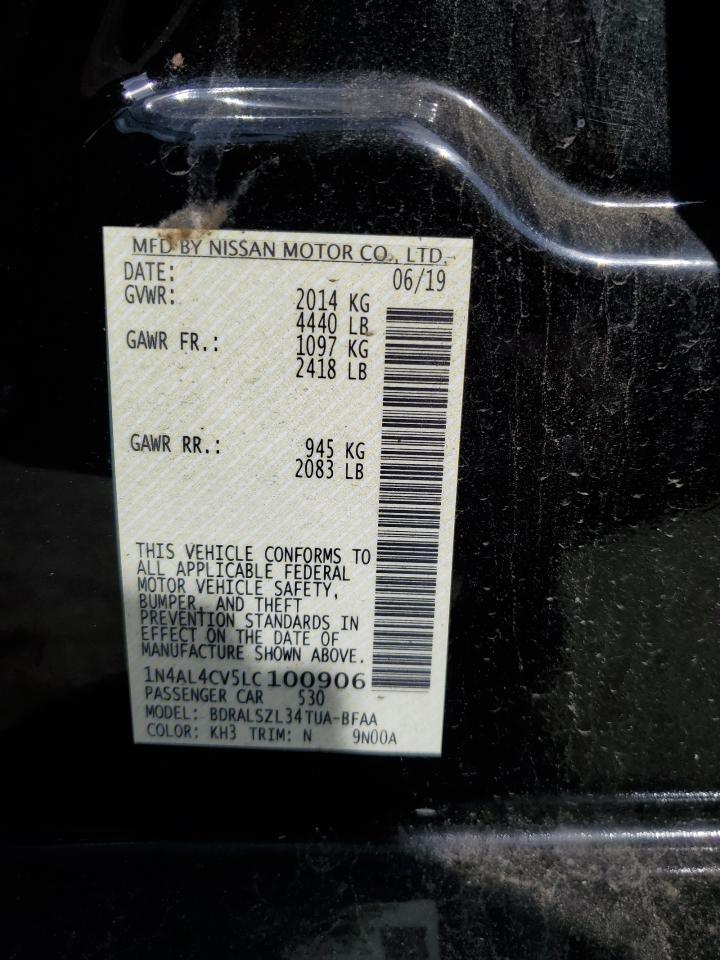 MFD BY NISSAN MOTOR CO., LTD.
DATE: 06/19
GVWR: 2014 KG
4440 LB
GAWR FR.: 1097 KG
2418 LB
GAWR RR.: 945 KG
2083 LB
THIS VEHICLE CONFORMS TO
ALL APPLICABLE FEDERAL
MOTOR VEHICLE SAFETY,
BUMPER, AND THEFT
PREVENTION STANDARDS IN
EFFECT ON THE DATE OF
MANUFACTURE SHOWN ABOVE.
1N4AL4CV5LC100906
PASSENGER CAR 530
MODEL: BDRALSZL34TUA-BFAA
COLOR: KH3 TRIM: N 9N00A